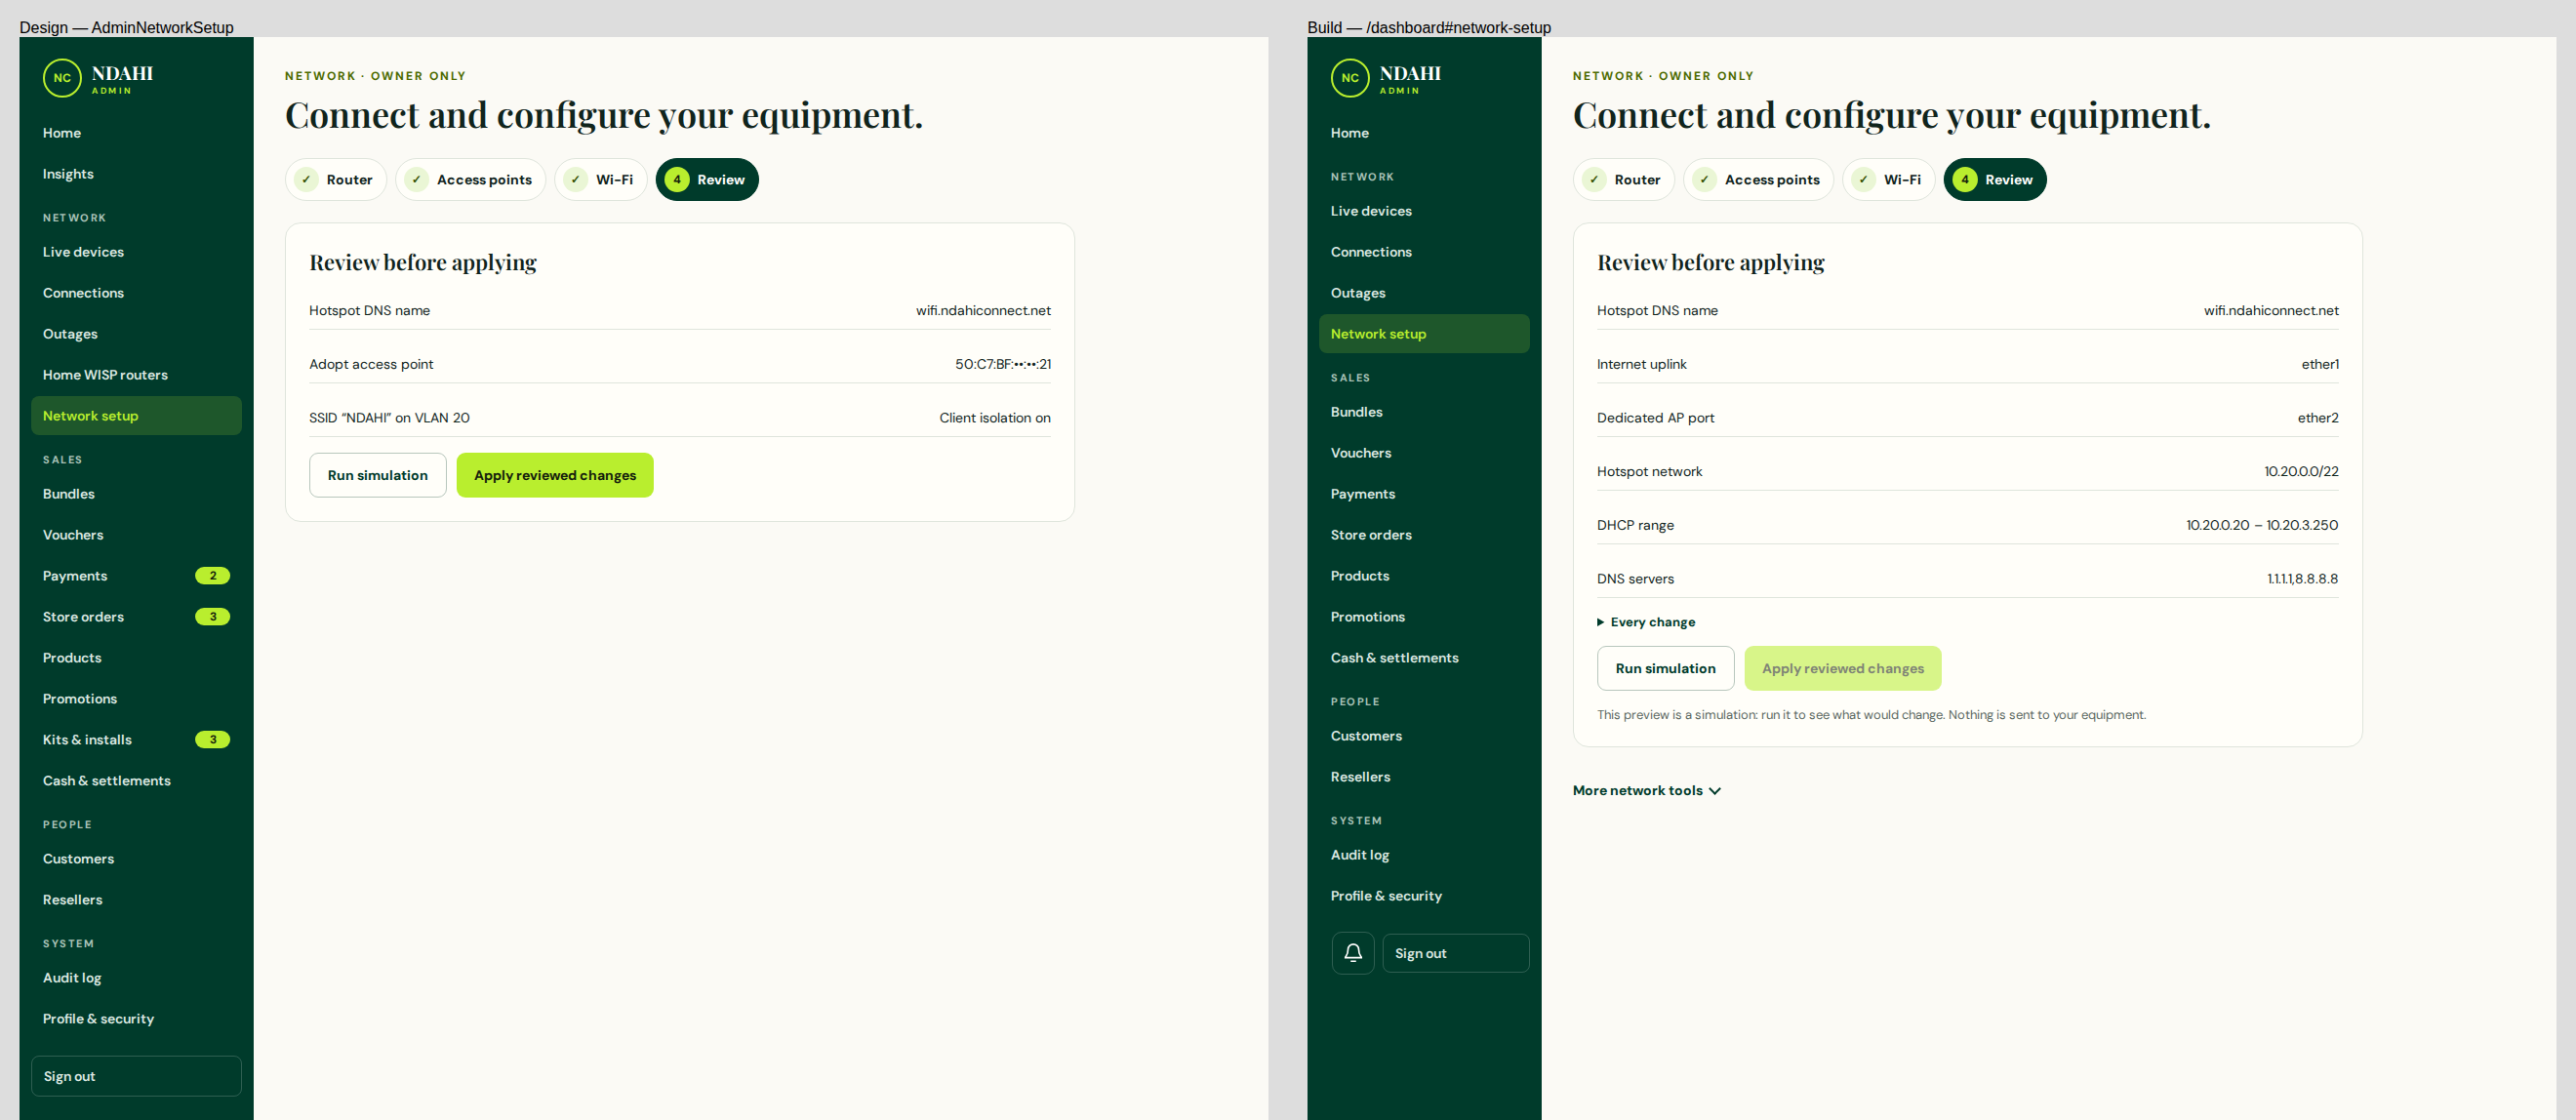 Design — AdminNetworkSetup
NC
NDAHI
ADMIN
Home
Insights
NETWORK
Live devices
Connections
Outages
Home WISP routers
Network setup
SALES
Bundles
Vouchers
Payments 2
Store orders 3
Products
Promotions
Kits & installs 3
Cash & settlements
PEOPLE
Customers
Resellers
SYSTEM
Audit log
Profile & security
Sign out
NETWORK · OWNER ONLY
Connect and configure your equipment.
✓ Router ✓ Access points ✓ Wi-Fi 4 Review
Review before applying
Hotspot DNS name wifi.ndahiconnect.net
Adopt access point 50:C7:BF:••:••:21
SSID “NDAHI” on VLAN 20 Client isolation on
Run simulation Apply reviewed changes
Build — /dashboard#network-setup
NC
NDAHI
ADMIN
Home
NETWORK
Live devices
Connections
Outages
Network setup
SALES
Bundles
Vouchers
Payments
Store orders
Products
Promotions
Cash & settlements
PEOPLE
Customers
Resellers
SYSTEM
Audit log
Profile & security
Sign out
NETWORK · OWNER ONLY
Connect and configure your equipment.
✓ Router ✓ Access points ✓ Wi-Fi 4 Review
Review before applying
Hotspot DNS name wifi.ndahiconnect.net
Internet uplink ether1
Dedicated AP port ether2
Hotspot network 10.20.0.0/22
DHCP range 10.20.0.20 – 10.20.3.250
DNS servers 1.1.1.1,8.8.8.8
Every change
Run simulation Apply reviewed changes
This preview is a simulation: run it to see what would change. Nothing is sent to your equipment.
More network tools